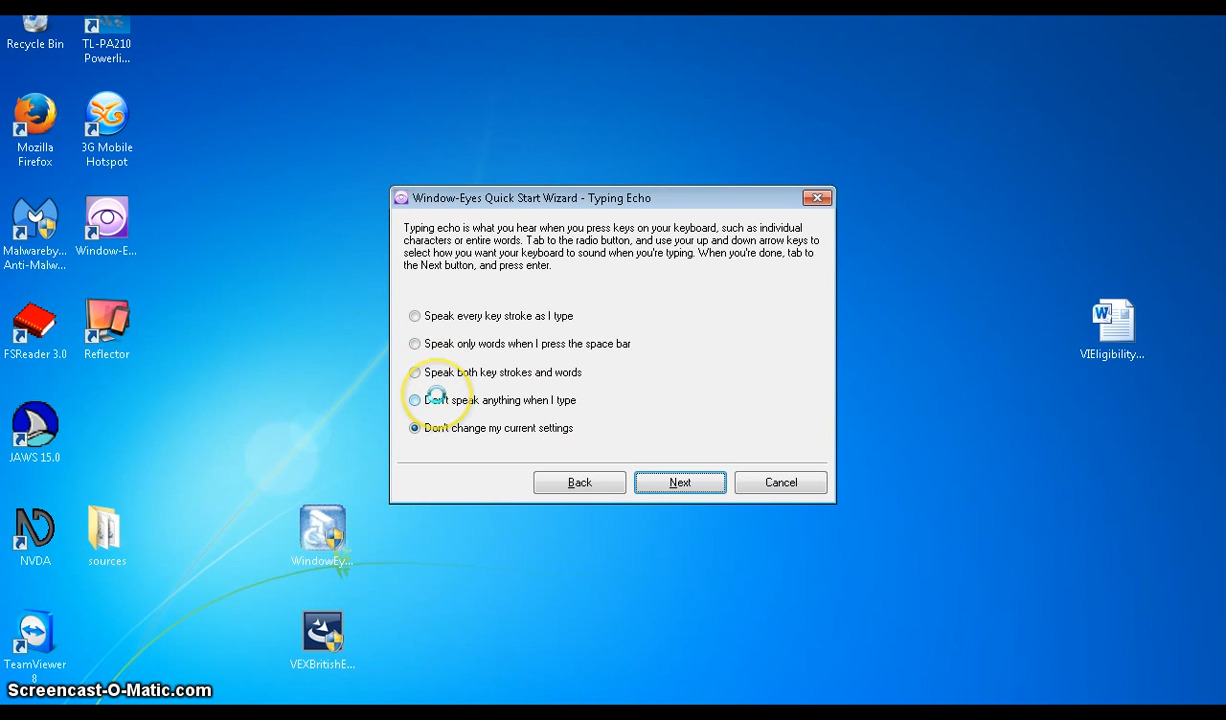 Recycle Bin
TL-PA210
Powerli...
Mozilla
Firefox
3G Mobile
Hotspot
Malwareby...
Anti-Malw...
Window-E...
FSReader 3.0
Reflector
JAWS 15.0
NVDA
sources
TeamViewer
8
WindowEy...
VEXBritishE...
VIEligibility...
Window-Eyes Quick Start Wizard - Typing Echo
Typing echo is what you hear when you press keys on your keyboard, such as individual
characters or entire words. Tab to the radio button, and use your up and down arrow keys to
select how you want your keyboard to sound when you're typing. When you're done, tab to
the Next button, and press enter.
Speak every key stroke as I type
Speak only words when I press the space bar
Speak both key strokes and words
Don't speak anything when I type
Don't change my current settings
Back
Next
Cancel
Screencast-O-Matic.com